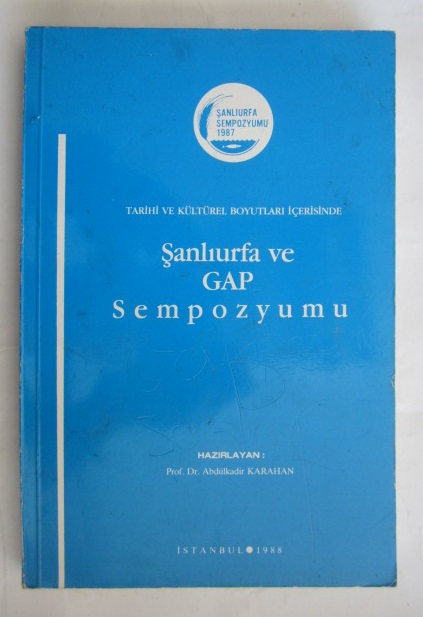 ŞANLIURFA
SEMPOZYUMU
1987
TARİHİ VE KÜLTÜREL BOYUTLARI İÇERİSİNDE
Şanlıurfa ve
GAP
Sempozyumu
HAZIRLAYAN :
Prof. Dr. Abdülkadir KARAHAN
İSTANBUL●1988